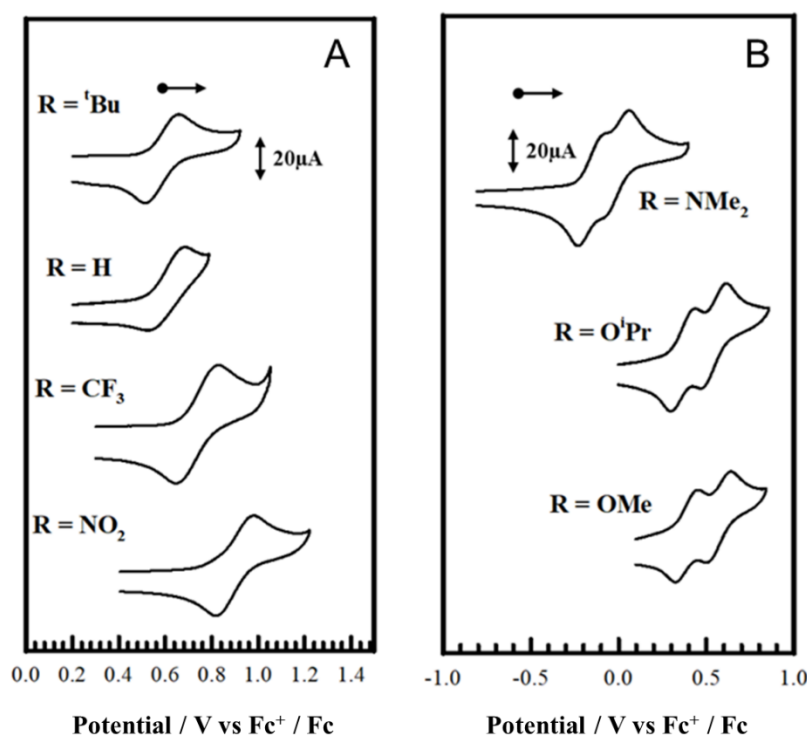 A
R = ᵗBu
20μA
R = H
R = CF₃
R = NO₂
0.0 0.2 0.4 0.6 0.8 1.0 1.2 1.4
Potential / V vs Fc⁺ / Fc
B
20μA
R = NMe₂
R = OⁱPr
R = OMe
-1.0 -0.5 0.0 0.5 1.0
Potential / V vs Fc⁺ / Fc